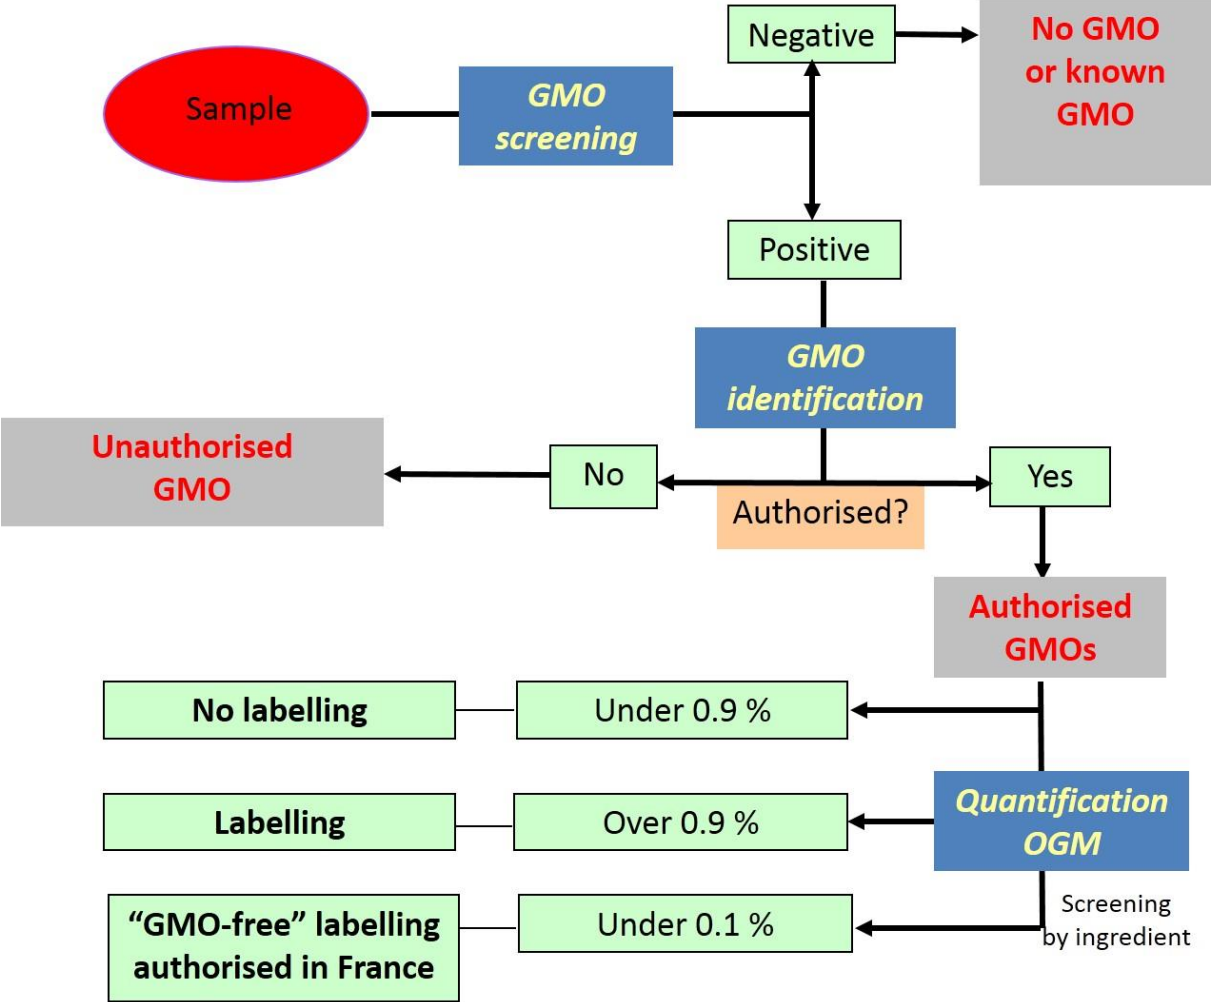 Negative
No GMO
or known
GMO
Sample
GMO
screening
Positive
GMO
identification
Unauthorised
GMO
No
Authorised?
Yes
Authorised
GMOs
No labelling
Under 0.9 %
Labelling
Over 0.9 %
Quantification
OGM
“GMO-free” labelling
authorised in France
Under 0.1 %
Screening
by ingredient